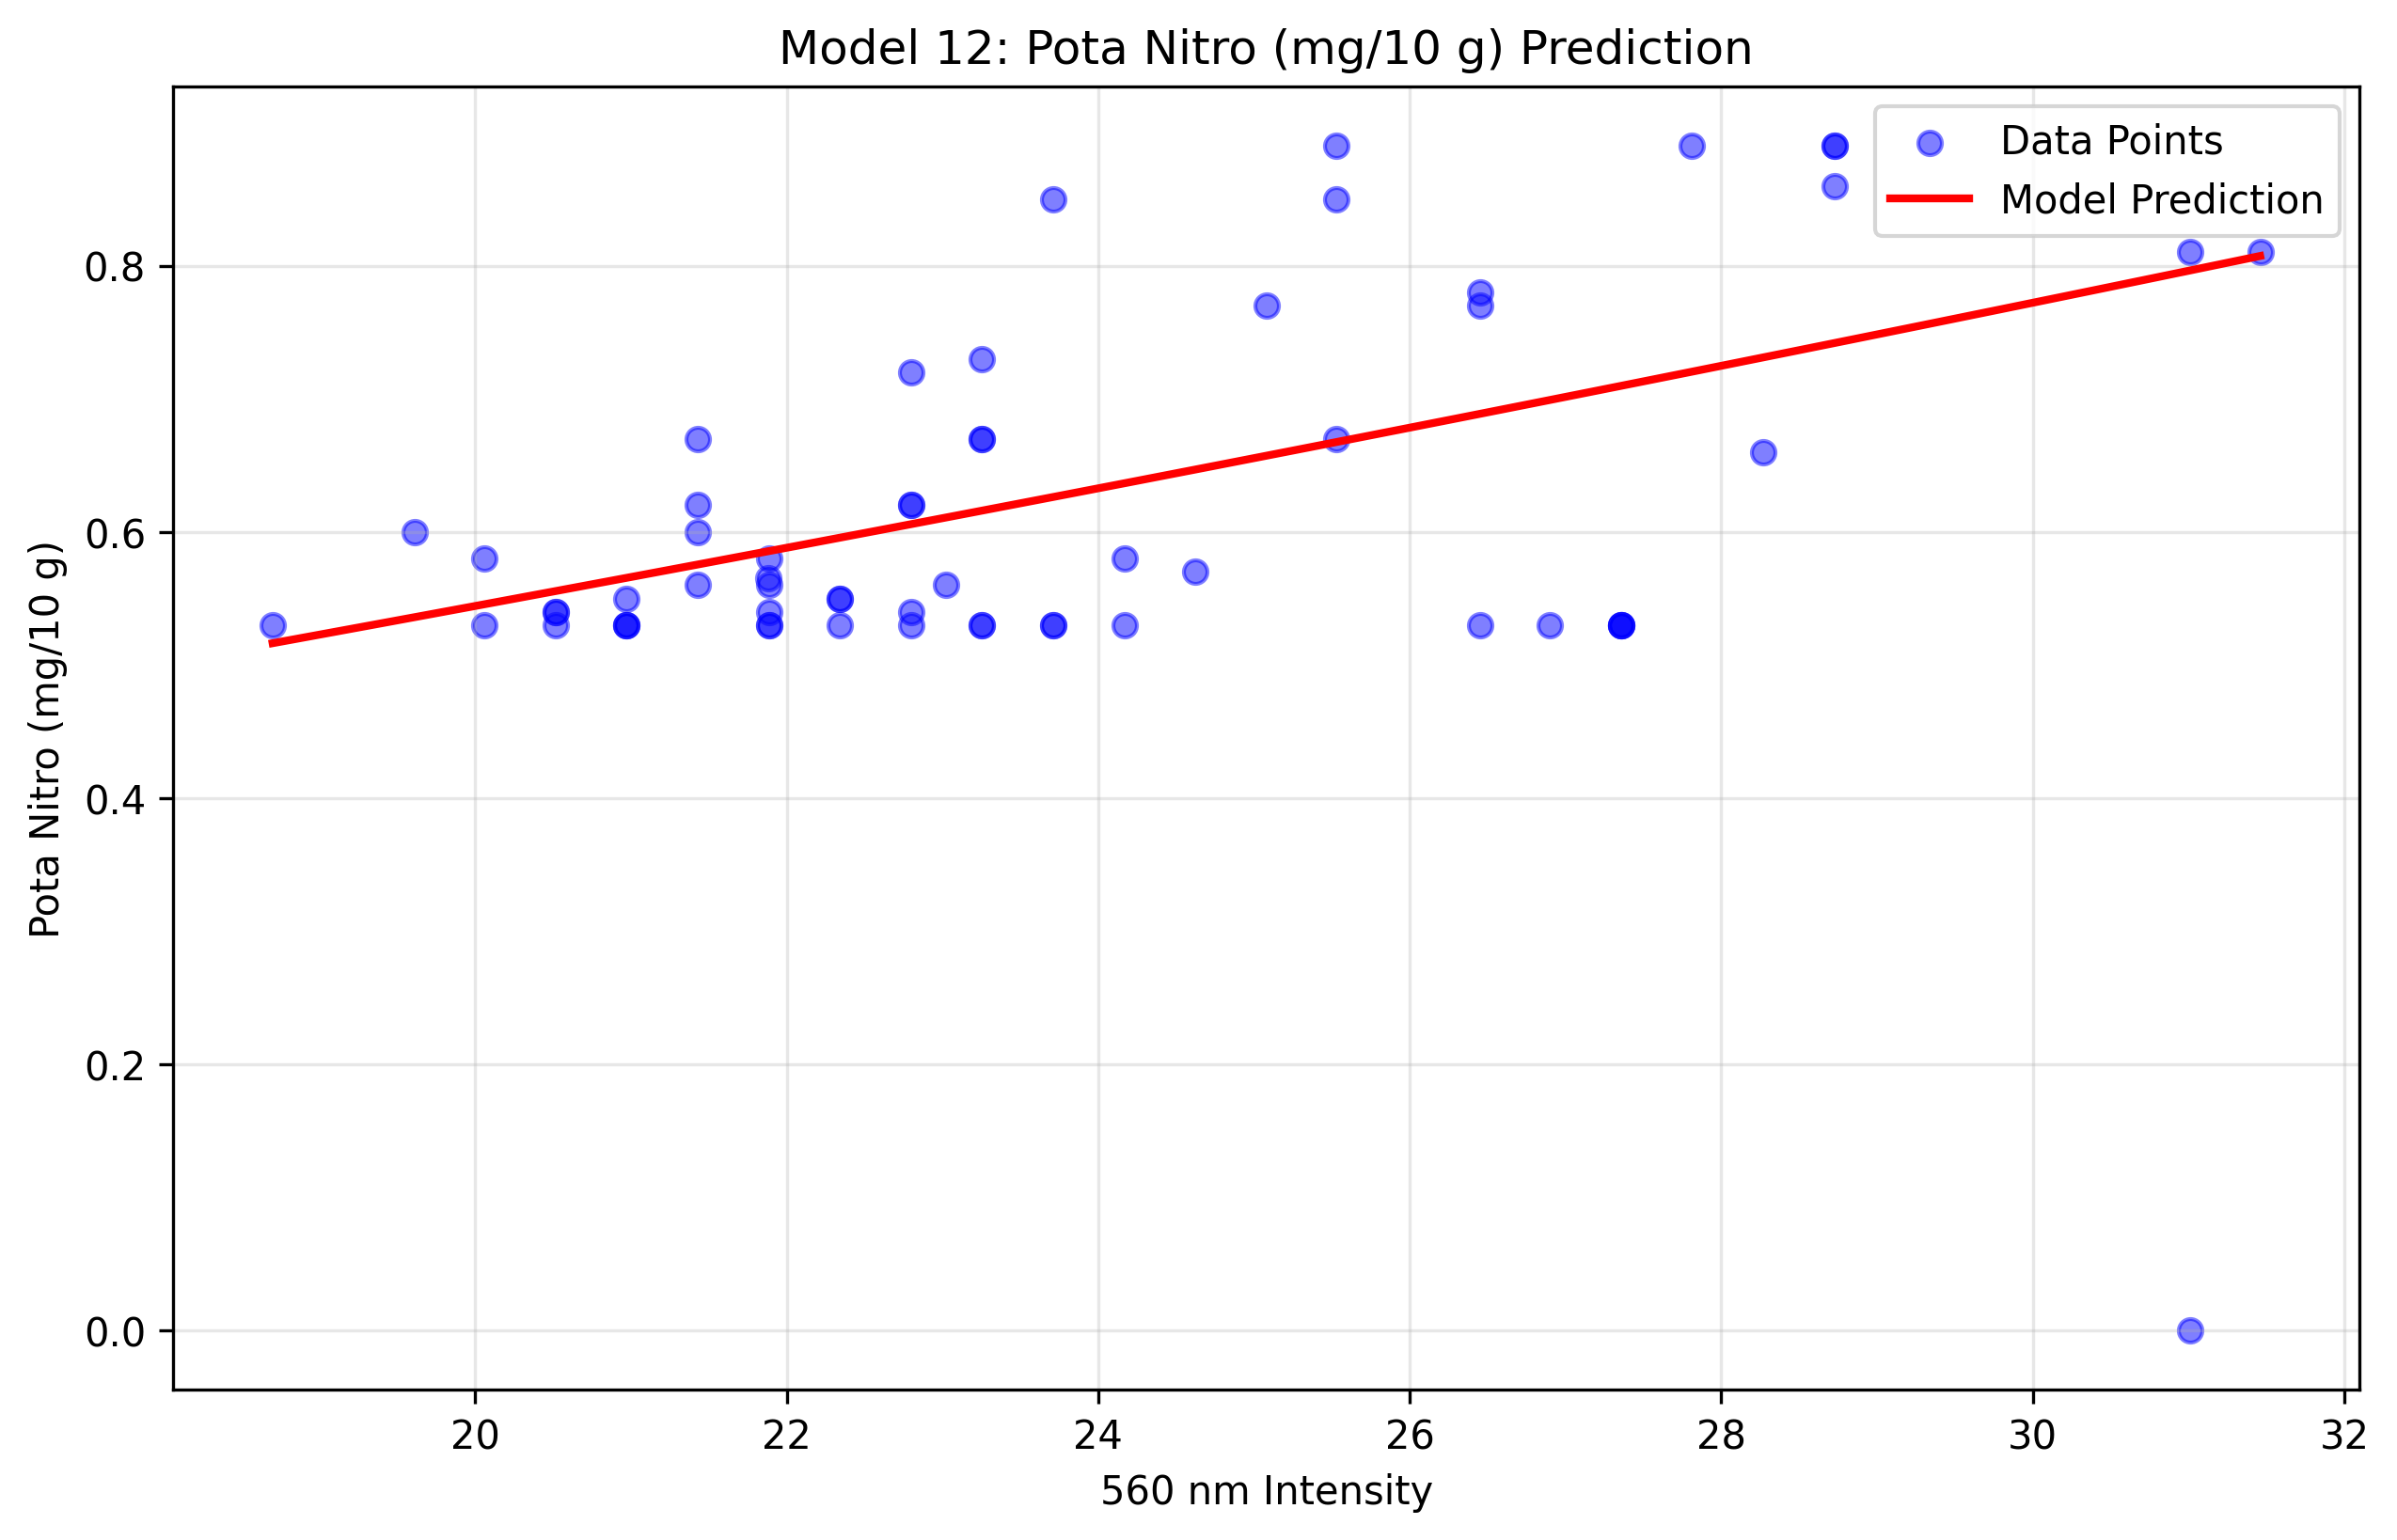 Model 12: Pota Nitro (mg/10 g) Prediction
Data Points
Model Prediction
Pota Nitro (mg/10 g)
0.8
0.6
0.4
0.2
0.0
20 22 24 26 28 30 32
560 nm Intensity